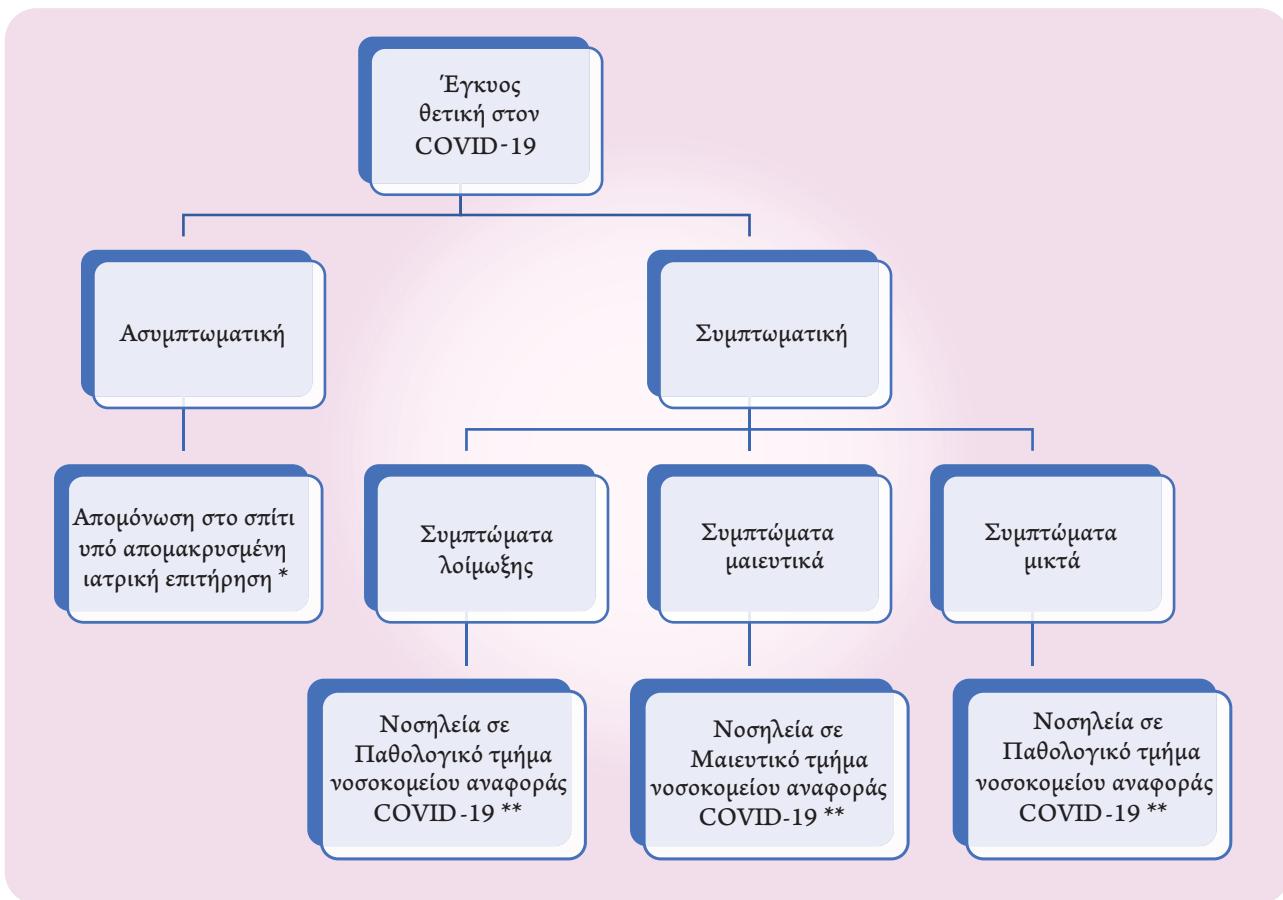 Έγκυος
θετική στον
COVID-19
Ασυμπτωματική
Συμπτωματική
Απομόνωση στο σπίτι
υπό απομακρυσμένη
ιατρική επιτήρηση *
Συμπτώματα
λοίμωξης
Συμπτώματα
μαιευτικά
Συμπτώματα
μικτά
Νοσηλεία σε
Παθολογικό τμήμα
νοσοκομείου αναφοράς
COVID-19 **
Νοσηλεία σε
Μαιευτικό τμήμα
νοσοκομείου αναφοράς
COVID-19 **
Νοσηλεία σε
Παθολογικό τμήμα
νοσοκομείου αναφοράς
COVID-19 **